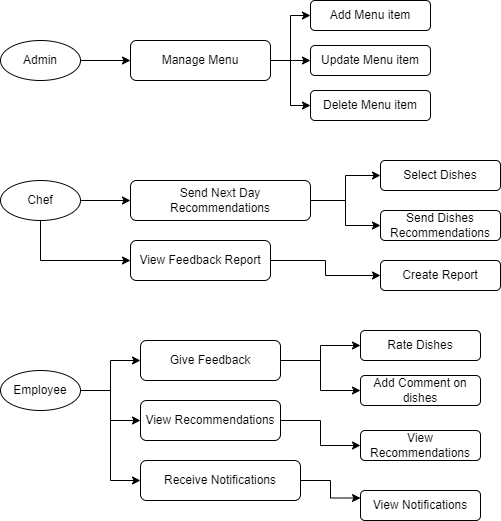 Admin
Manage Menu
Add Menu item
Update Menu item
Delete Menu item
Chef
Send Next Day
Recommendations
Select Dishes
Send Dishes
Recommendations
View Feedback Report
Create Report
Employee
Give Feedback
Rate Dishes
Add Comment on
dishes
View Recommendations
View
Recommendations
Receive Notifications
View Notifications